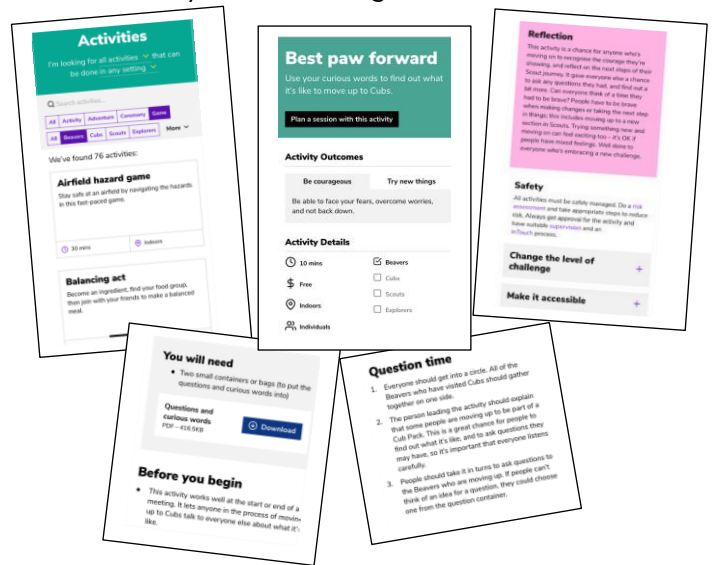 Activities
I'm looking for all activities that can
be done in any setting
Search activities...
All Activity Adventure Ceremony Game
All Beavers Cubs Scouts Explorers More
We've found 76 activities:
Airfield hazard game
Stay safe at an airfield by navigating the hazards
in this fast-paced game.
30 mins Indoors
Balancing act
Become an ingredient, find your food group,
then join with your friends to make a balanced
meal.
Best paw forward
Use your curious words to find out what
it's like to move up to Cubs.
Plan a session with this activity
Activity Outcomes
Be courageous Try new things
Be able to face your fears, overcome worries,
and not back down.
Activity Details
10 mins Beavers
Free Cubs
Indoors Scouts
Individuals Explorers
Reflection
This activity is a chance for anyone who's
moving on to recognise the courage they're
showing, and reflect on the next steps of their
Scout journey. It gave everyone else a chance
to ask any questions they had, and find out a
bit more. Can everyone think of a time they
had to be brave? People have to be brave
when making changes or taking the next step
in things; this includes moving up to a new
section in Scouts. Trying something new and
moving on can feel exciting too – it's OK if
people have mixed feelings. Well done to
everyone who's embracing a new challenge.
Safety
All activities must be safely managed. Do a risk
assessment and take appropriate steps to reduce
risk. Always get approval for the activity and
have suitable supervision and an
InTouch process.
Change the level of
challenge +
Make it accessible +
You will need
• Two small containers or bags (to put the
questions and curious words into)
Questions and
curious words
PDF – 416.5KB
Download
Before you begin
• This activity works well at the start or end of a
meeting. It lets anyone in the process of movin
up to Cubs talk to everyone else about what it's
like.
Question time
1. Everyone should get into a circle. All of the
Beavers who have visited Cubs should gather
together on one side.
2. The person leading the activity should explain
that some people are moving up to be part of a
Cub Pack. This is a great chance for people to
find out what it's like, and to ask questions they
may have, so it's important that everyone listens
carefully.
3. People should take it in turns to ask questions to
the Beavers who are moving up. If people can't
think of an idea for a question, they could choose
one from the question container.